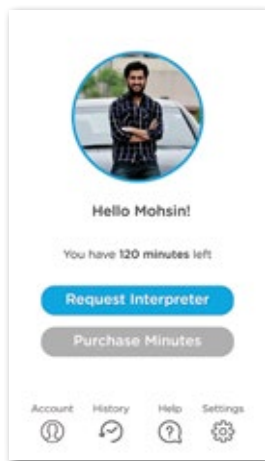 Hello Mohsin!
You have 120 minutes left
Request Interpreter
Purchase Minutes
Account History Help Settings